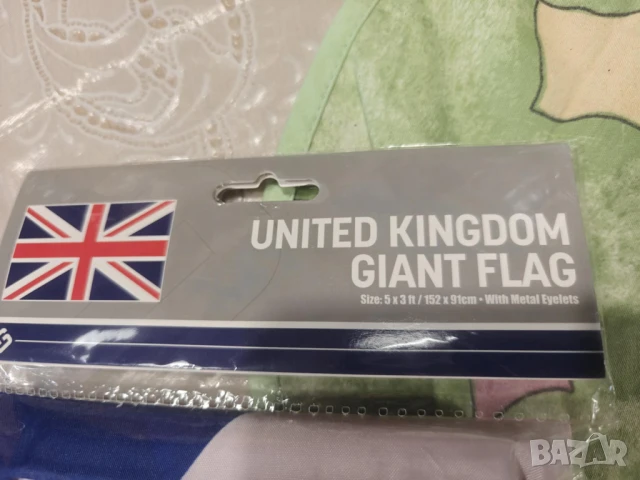 UNITED KINGDOM
GIANT FLAG
Size: 5 x 3 ft / 152 x 91cm • With Metal Eyelets
BAZAR